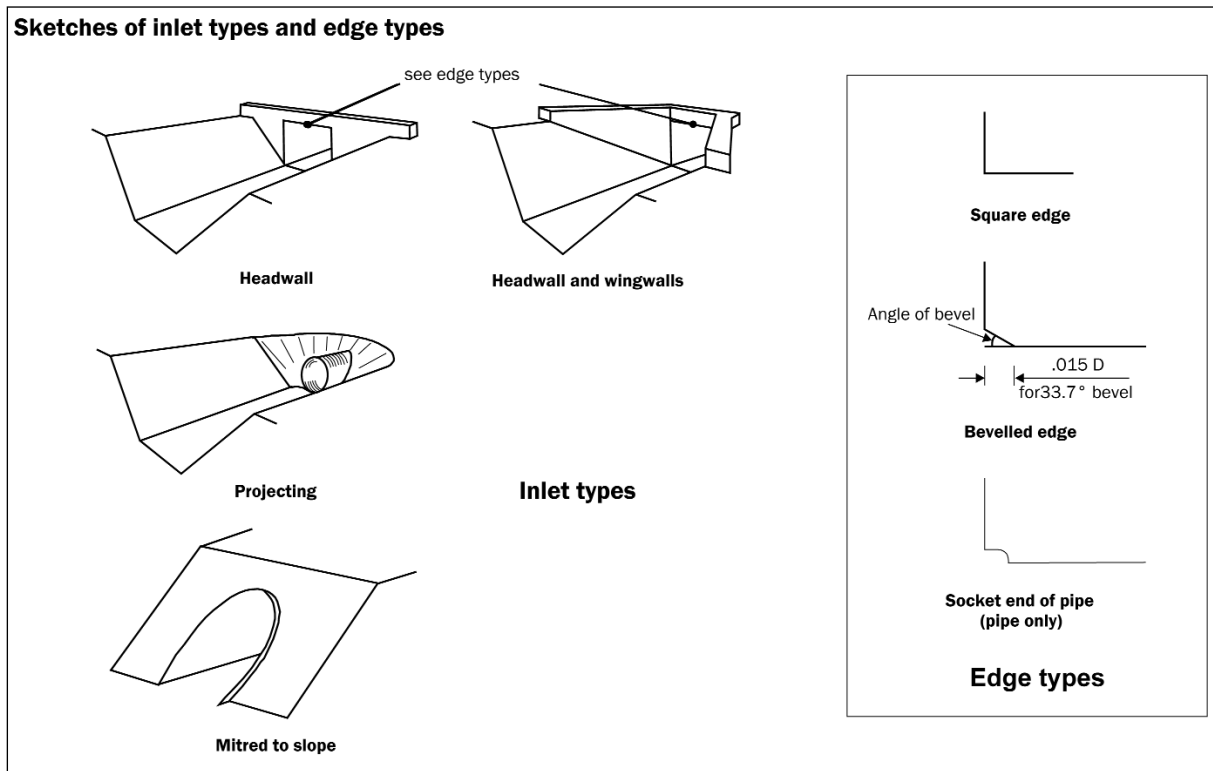 Sketches of inlet types and edge types
see edge types
Headwall
Headwall and wingwalls
Projecting
Inlet types
Mitred to slope
Square edge
Angle of bevel
.015 D
for33.7° bevel
Bevelled edge
Socket end of pipe
(pipe only)
Edge types